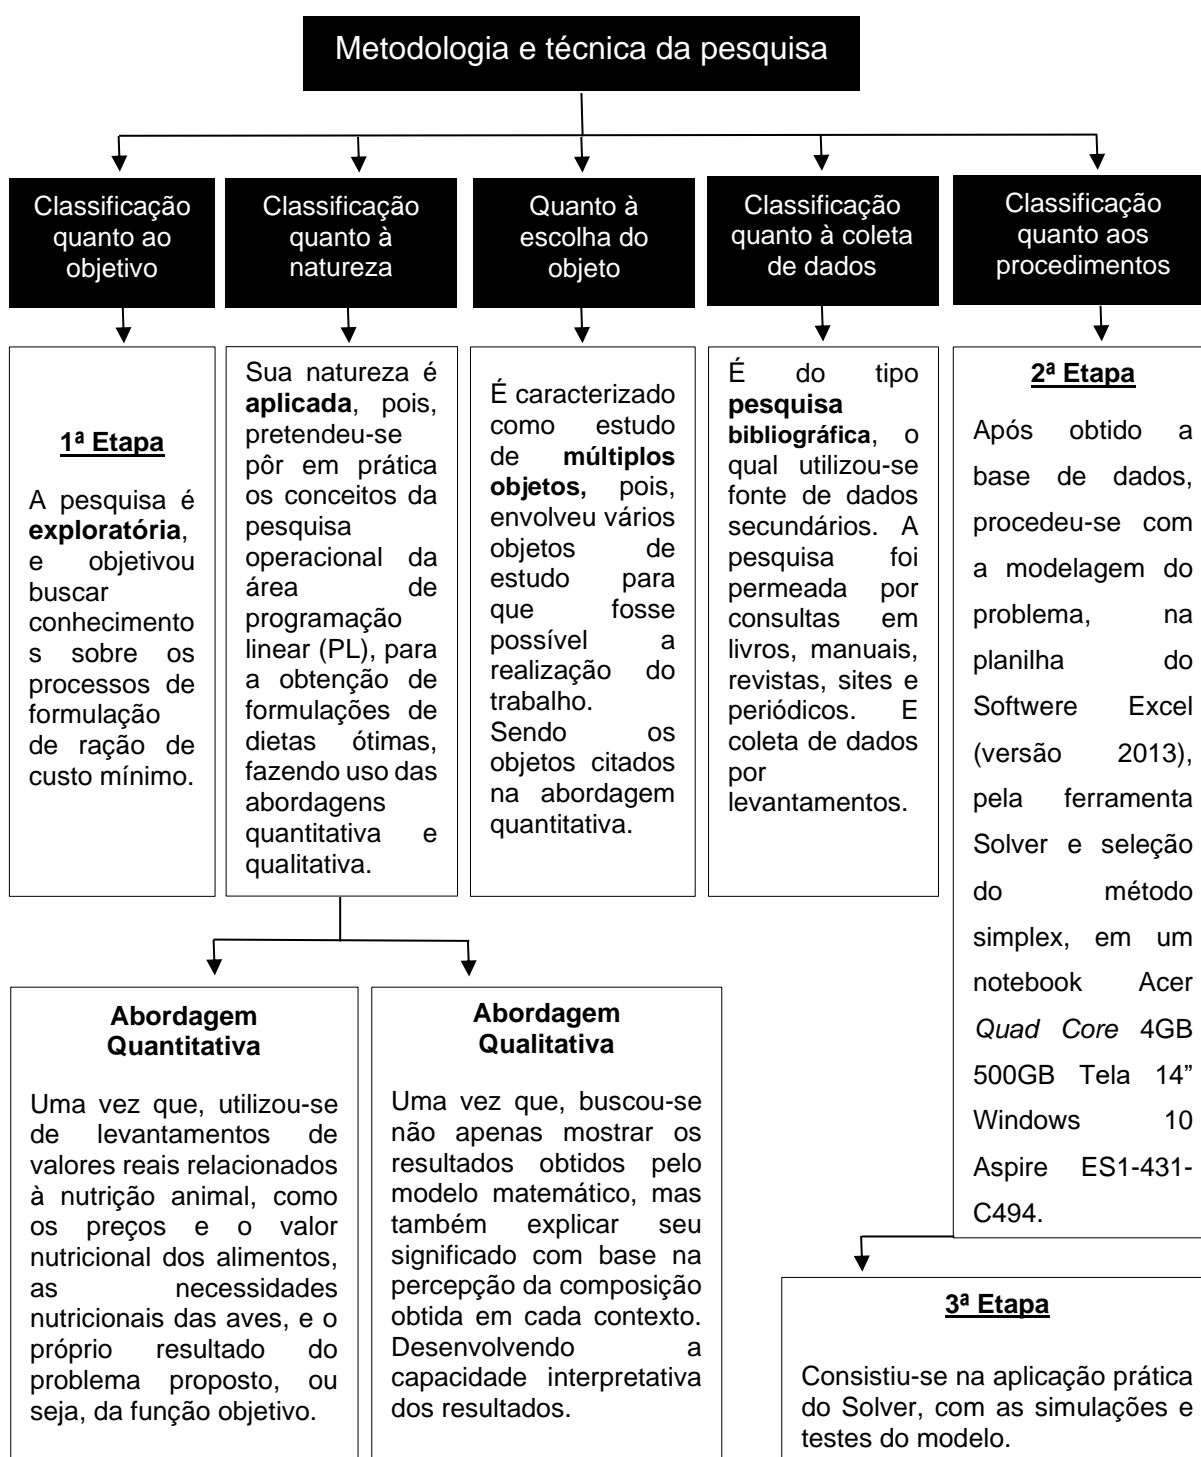 Metodologia e técnica da pesquisa
Classificação
quanto ao
objetivo
Classificação
quanto à
natureza
Quanto à
escolha do
objeto
Classificação
quanto à coleta
de dados
Classificação
quanto aos
procedimentos
1ª Etapa
A pesquisa é
exploratória,
e objetivou
buscar
conhecimento
s sobre os
processos de
formulação
de ração de
custo mínimo.
Sua natureza é
aplicada, pois,
pretendeu-se
pôr em prática
os conceitos da
pesquisa
operacional da
área de
programação
linear (PL), para
a obtenção de
formulações de
dietas ótimas,
fazendo uso das
abordagens
quantitativa e
qualitativa.
É caracterizado
como estudo
de múltiplos
objetos, pois,
envolveu vários
objetos de
estudo para
que fosse
possível a
realização do
trabalho.
Sendo os
objetos citados
na abordagem
quantitativa.
É do tipo
pesquisa
bibliográfica, o
qual utilizou-se
fonte de dados
secundários. A
pesquisa foi
permeada por
consultas em
livros, manuais,
revistas, sites e
periódicos. E
coleta de dados
por
levantamentos.
2ª Etapa
Após obtido a
base de dados,
procedeu-se com
a modelagem do
problema, na
planilha do
Softwere Excel
(versão 2013),
pela ferramenta
Solver e seleção
do método
simplex, em um
notebook Acer
Quad Core 4GB
500GB Tela 14”
Windows 10
Aspire ES1-431-
C494.
Abordagem
Quantitativa
Uma vez que, utilizou-se
de levantamentos de
valores reais relacionados
à nutrição animal, como
os preços e o valor
nutricional dos alimentos,
as necessidades
nutricionais das aves, e o
próprio resultado do
problema proposto, ou
seja, da função objetivo.
Abordagem
Qualitativa
Uma vez que, buscou-se
não apenas mostrar os
resultados obtidos pelo
modelo matemático, mas
também explicar seu
significado com base na
percepção da composição
obtida em cada contexto.
Desenvolvendo a
capacidade interpretativa
dos resultados.
3ª Etapa
Consistiu-se na aplicação prática
do Solver, com as simulações e
testes do modelo.